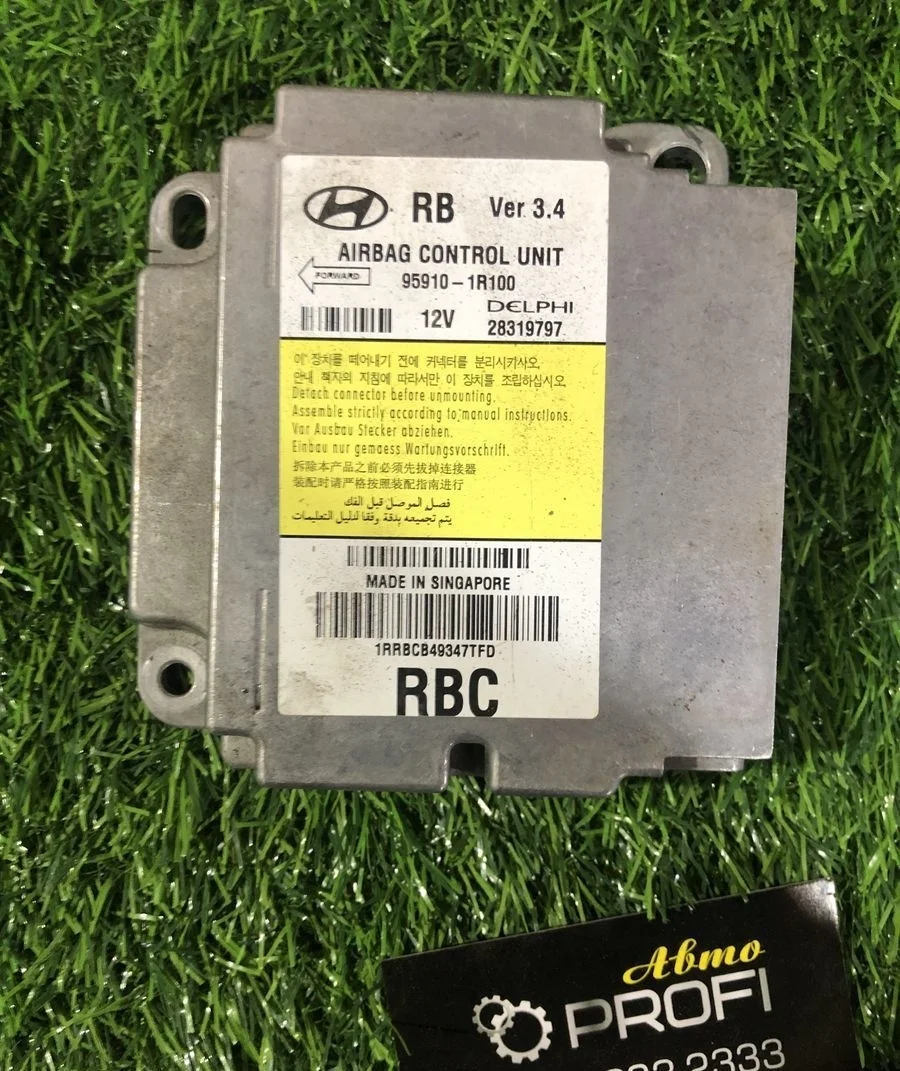 RB Ver 3.4
AIRBAG CONTROL UNIT
FORWARD
95910-1R100
12V
DELPHI
28319797
이 장치를 떼어내기 전에 커넥터를 분리시키시오.
안내 책자의 지침에 따라서만 이 장치를 조립하십시오.
Detach connector before unmounting.
Assemble strictly according to manual instructions.
Vor Ausbau Stecker abziehen.
Einbau nur gemaess Wartungsvorschrift.
拆除本产品之前必须先拔掉连接器
装配时请严格按照装配指南进行
فصل الموصل قبل الفك
يتم تجميعه بدقة وفقا لدليل التعليمات
MADE IN SINGAPORE
1RRBCB49347TFD
RBC
Авто
PROFI
2333